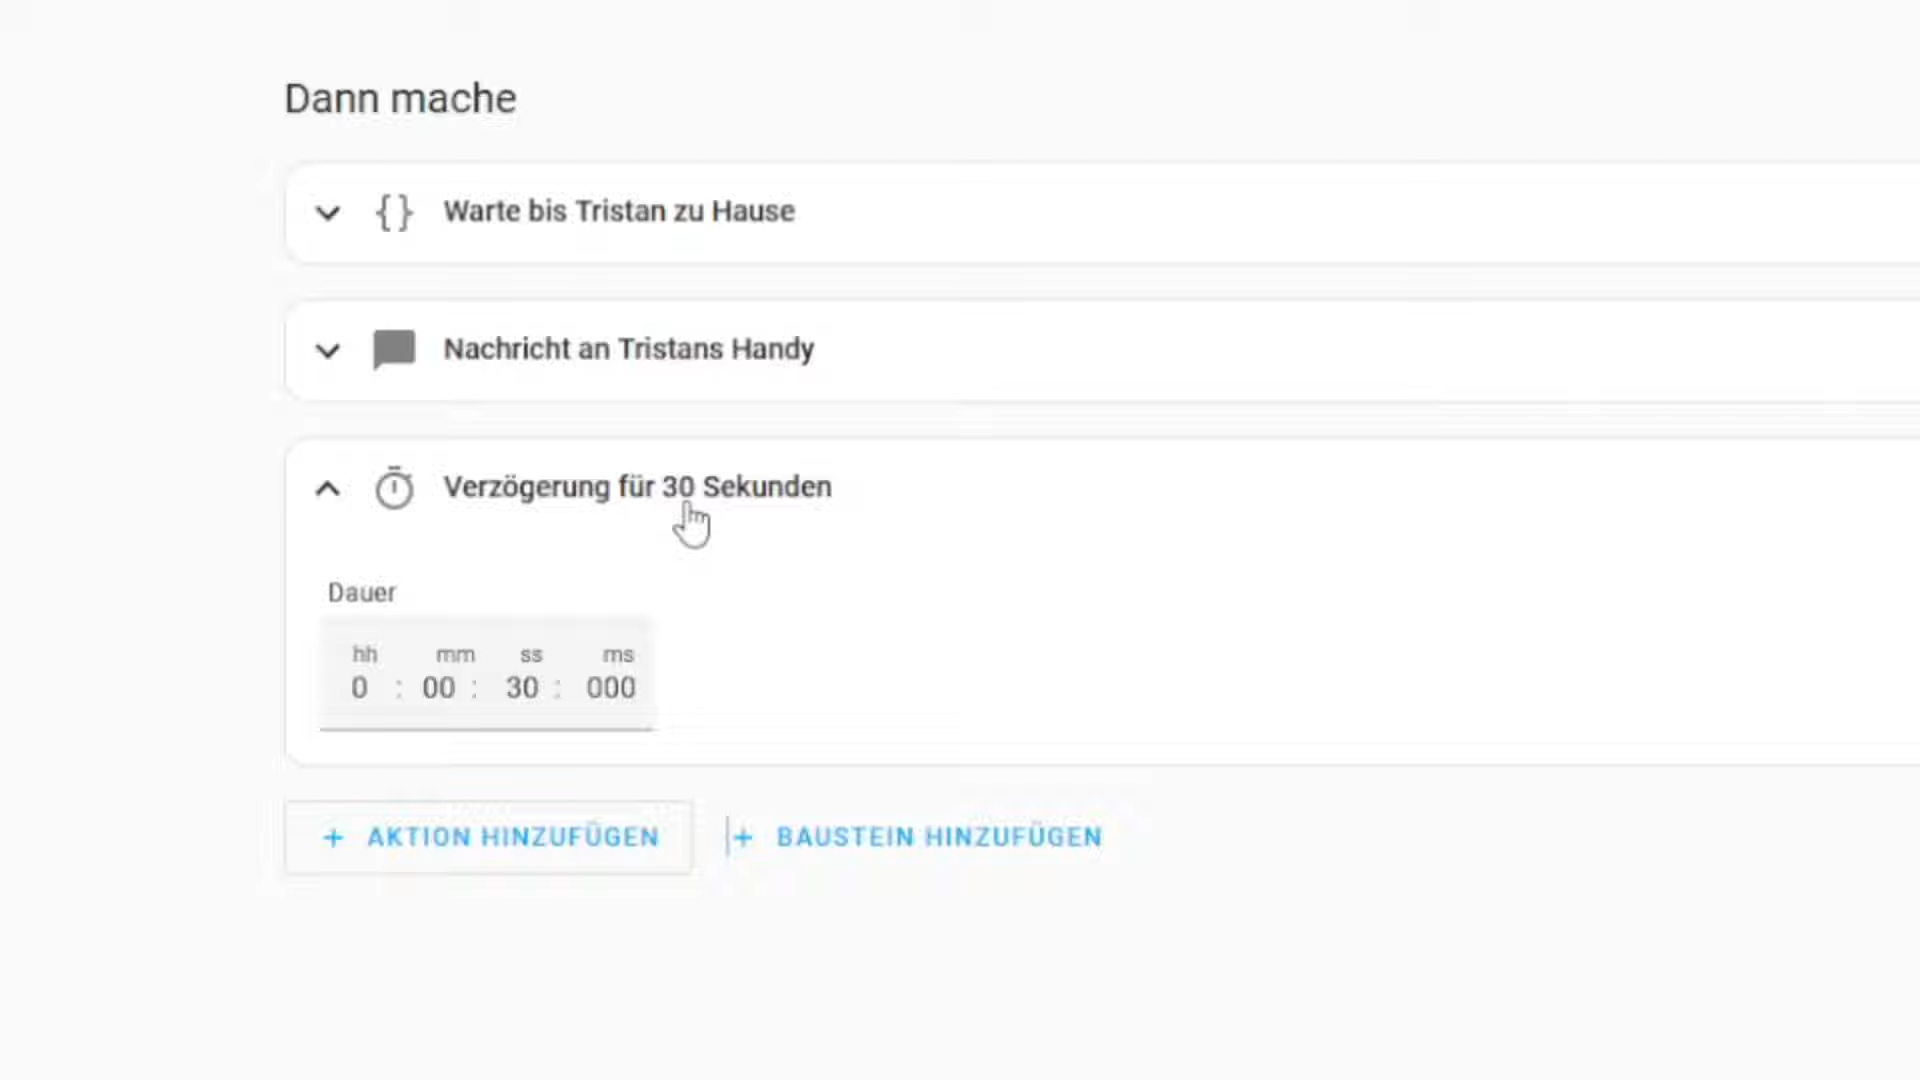 Dann mache
{} Warte bis Tristan zu Hause
Nachricht an Tristans Handy
Verzögerung für 30 Sekunden
Dauer
hh mm ss ms
0 : 00 : 30 : 000
+ AKTION HINZUFÜGEN + BAUSTEIN HINZUFÜGEN